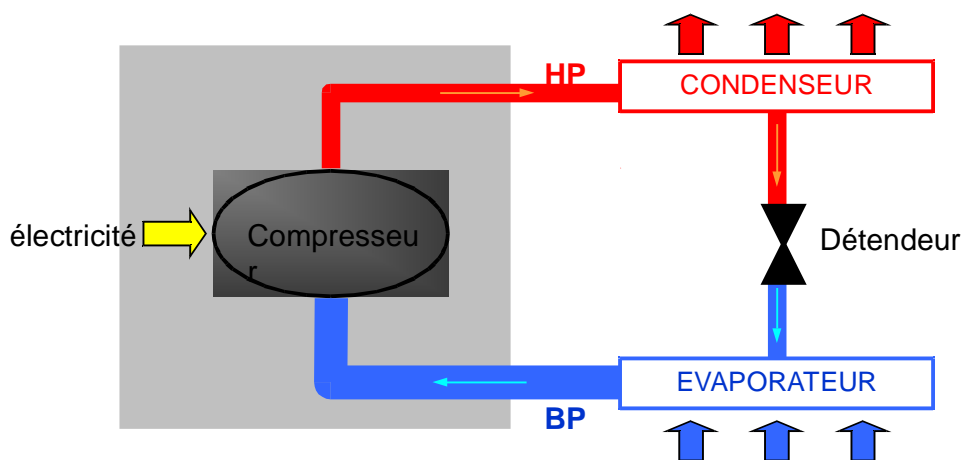 HP
CONDENSEUR
électricité
Compresseu
r
Détendeur
EVAPORATEUR
BP